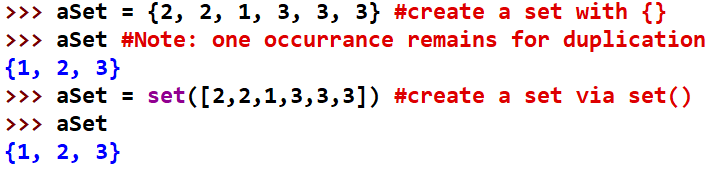 >>> aSet = {2, 2, 1, 3, 3, 3} #create a set with {}
>>> aSet #Note: one occurrance remains for duplication
{1, 2, 3}
>>> aSet = set([2,2,1,3,3,3]) #create a set via set()
>>> aSet
{1, 2, 3}